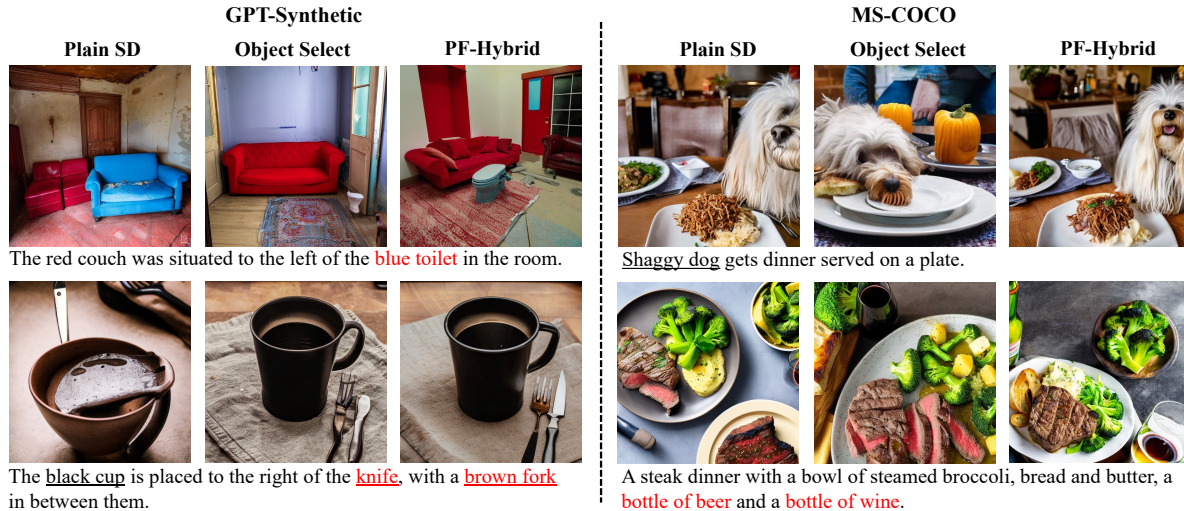 GPT-Synthetic
MS-COCO
Plain SD
Object Select
PF-Hybrid
Plain SD
Object Select
PF-Hybrid
The red couch was situated to the left of the blue toilet in the room.
Shaggy dog gets dinner served on a plate.
The black cup is placed to the right of the knife, with a brown fork
in between them.
A steak dinner with a bowl of steamed broccoli, bread and butter, a
bottle of beer and a bottle of wine.